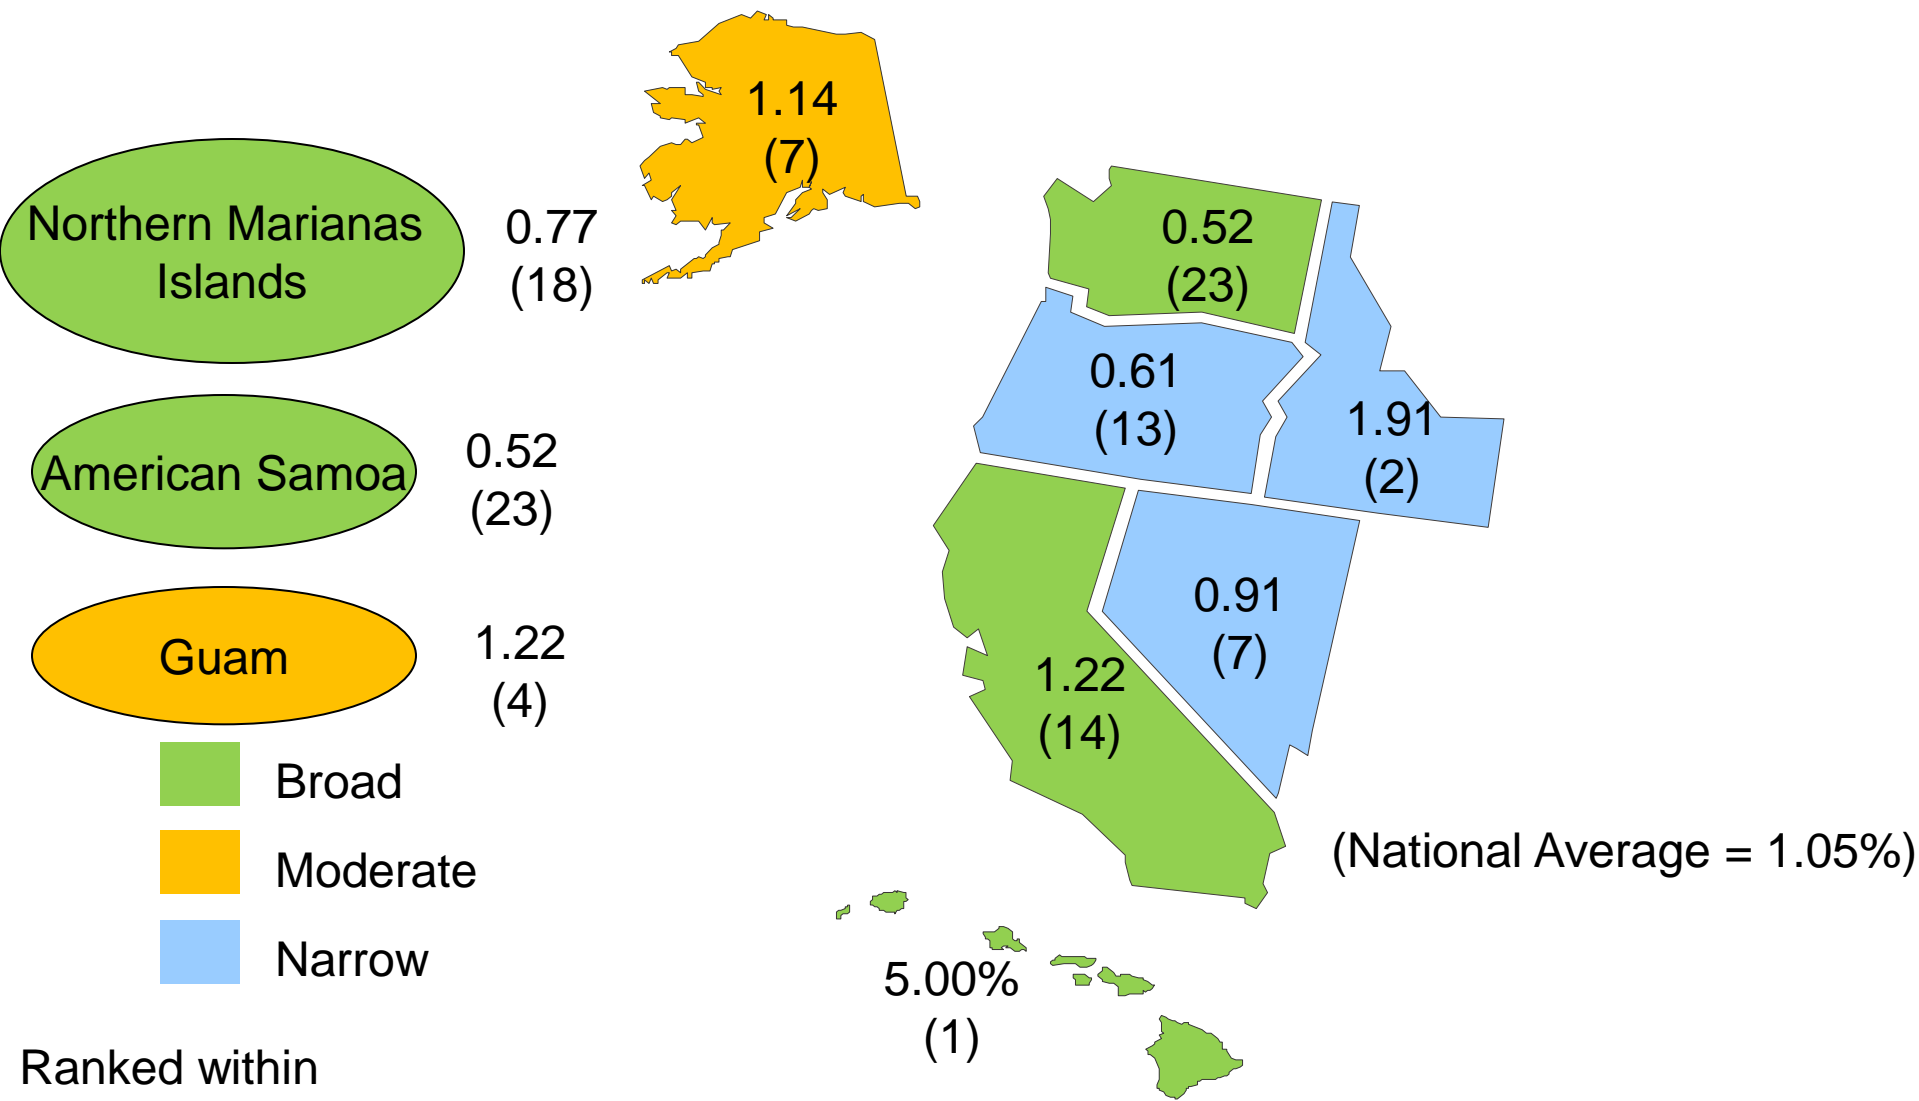 1.14
(7)
Northern Marianas
Islands
0.77
(18)
0.52
(23)
0.61
(13)
1.91
(2)
American Samoa
0.52
(23)
0.91
(7)
Guam
1.22
(4)
1.22
(14)
Broad
Moderate
Narrow
(National Average = 1.05%)
5.00%
(1)
Ranked within